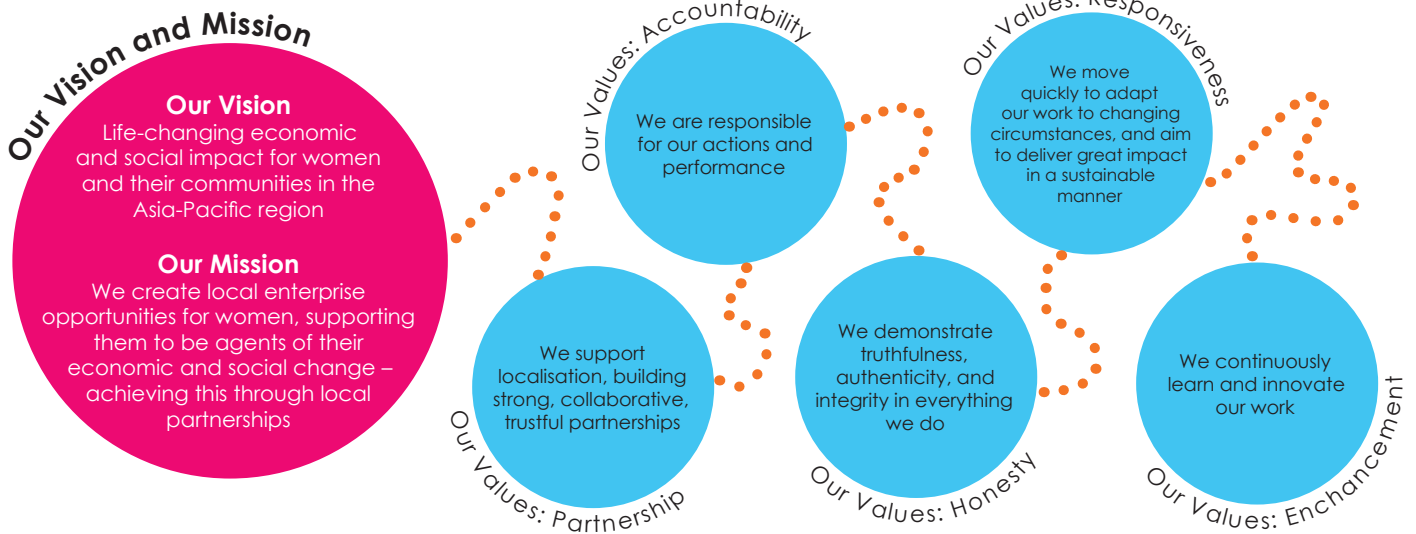 Our Vision and Mission
Our Vision
Life-changing economic
and social impact for women
and their communities in the
Asia-Pacific region
Our Mission
We create local enterprise
opportunities for women, supporting
them to be agents of their
economic and social change –
achieving this through local
partnerships
We support
localisation, building
strong, collaborative,
trustful partnerships
Our Values: Partnership
Our Values: Accountability
We are responsible
for our actions and
performance
We demonstrate
truthfulness,
authenticity, and
integrity in everything
we do
Our Values: Honesty
Our Values: Responsiveness
We move
quickly to adapt
our work to changing
circumstances, and aim
to deliver great impact
in a sustainable
manner
We continuously
learn and innovate
our work
Our Values: Enchancement